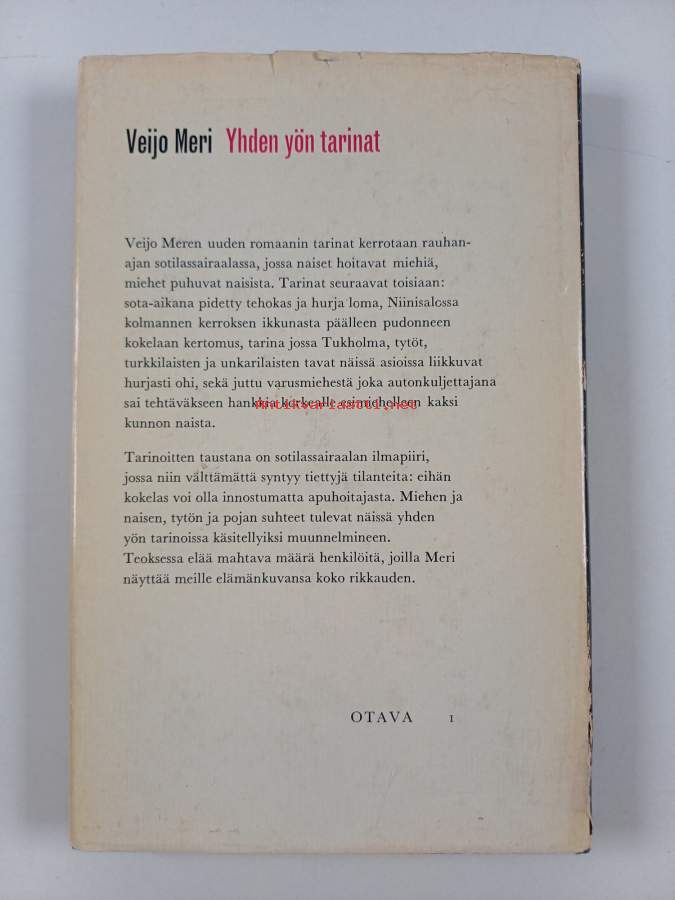 Veijo Meri Yhden yön tarinat
Veijo Meren uuden romaanin tarinat kerrotaan rauhan-
ajan sotilassairaalassa, jossa naiset hoitavat miehiä,
miehet puhuvat naisista. Tarinat seuraavat toisiaan:
sota-aikana pidetty tehokas ja hurja loma, Niinisalossa
kolmannen kerroksen ikkunasta päälleen pudonneen
kokelaan kertomus, tarina jossa Tukholma, tytöt,
turkkilaisten ja unkarilaisten tavat näissä asioissa liikkuvat
hurjasti ohi, sekä juttu varusmiehestä joka autonkuljettajana
sai tehtäväkseen hankkia korkealle esimiehelleen kaksi
Antikvariaatti.net
kunnon naista.
Tarinoitten taustana on sotilassairaalan ilmapiiri,
jossa niin välttämättä syntyy tiettyjä tilanteita: eihän
kokelas voi olla innostumatta apuhoitajasta. Miehen ja
naisen, tytön ja pojan suhteet tulevat näissä yhden
yön tarinoissa käsitellyiksi muunnelmineen.
Teoksessa elää mahtava määrä henkilöitä, joilla Meri
näyttää meille elämänkuvansa koko rikkauden.
OTAVA 1